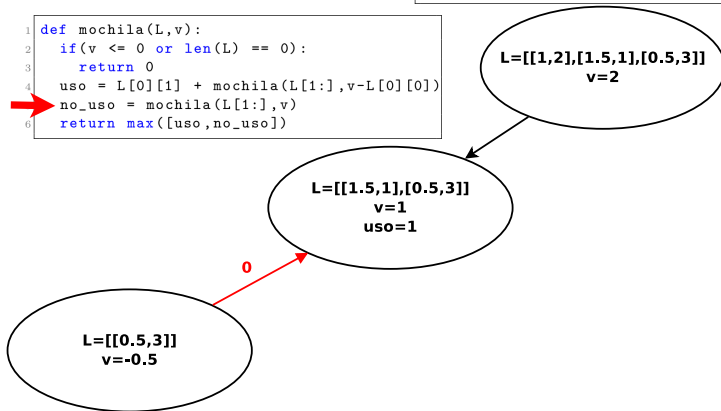 1 def mochila(L,v):
2   if(v <= 0 or len(L) == 0):
3     return 0
4   uso = L[0][1] + mochila(L[1:],v-L[0][0])
no_uso = mochila(L[1:],v)
6   return max([uso,no_uso])
L=[[1,2],[1.5,1],[0.5,3]]
v=2
L=[[1.5,1],[0.5,3]]
v=1
uso=1
0
L=[[0.5,3]]
v=-0.5